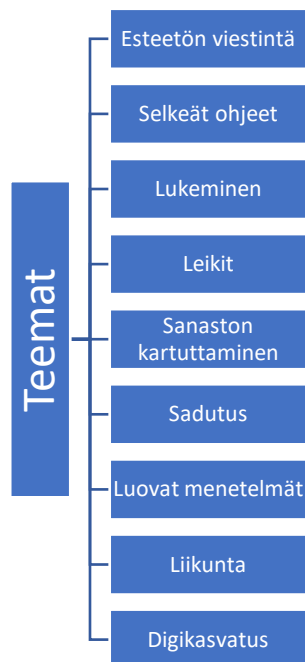 Teemat
Esteetön viestintä
Selkeät ohjeet
Lukeminen
Leikit
Sanaston
kartuttaminen
Sadutus
Luovat menetelmät
Liikunta
Digikasvatus